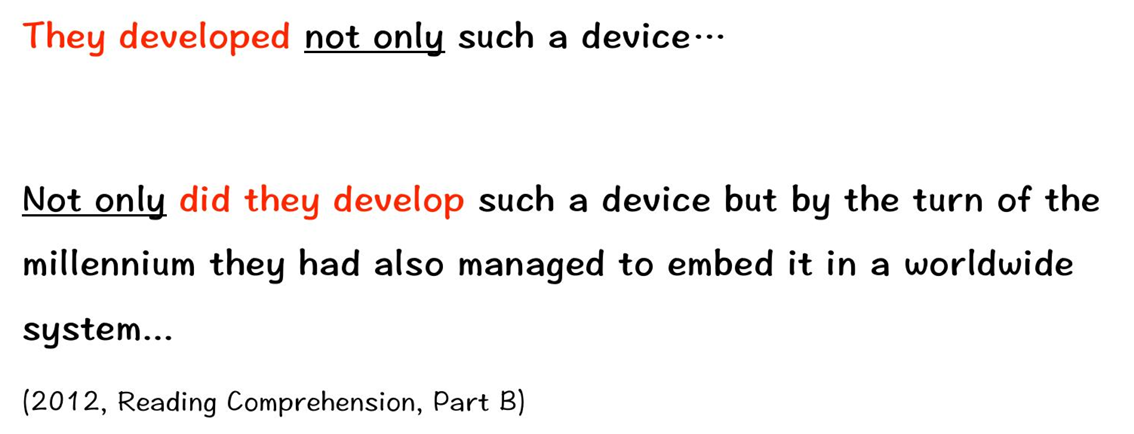 They developed not only such a device…
Not only did they develop such a device but by the turn of the
millennium they had also managed to embed it in a worldwide
system...
(2012, Reading Comprehension, Part B)